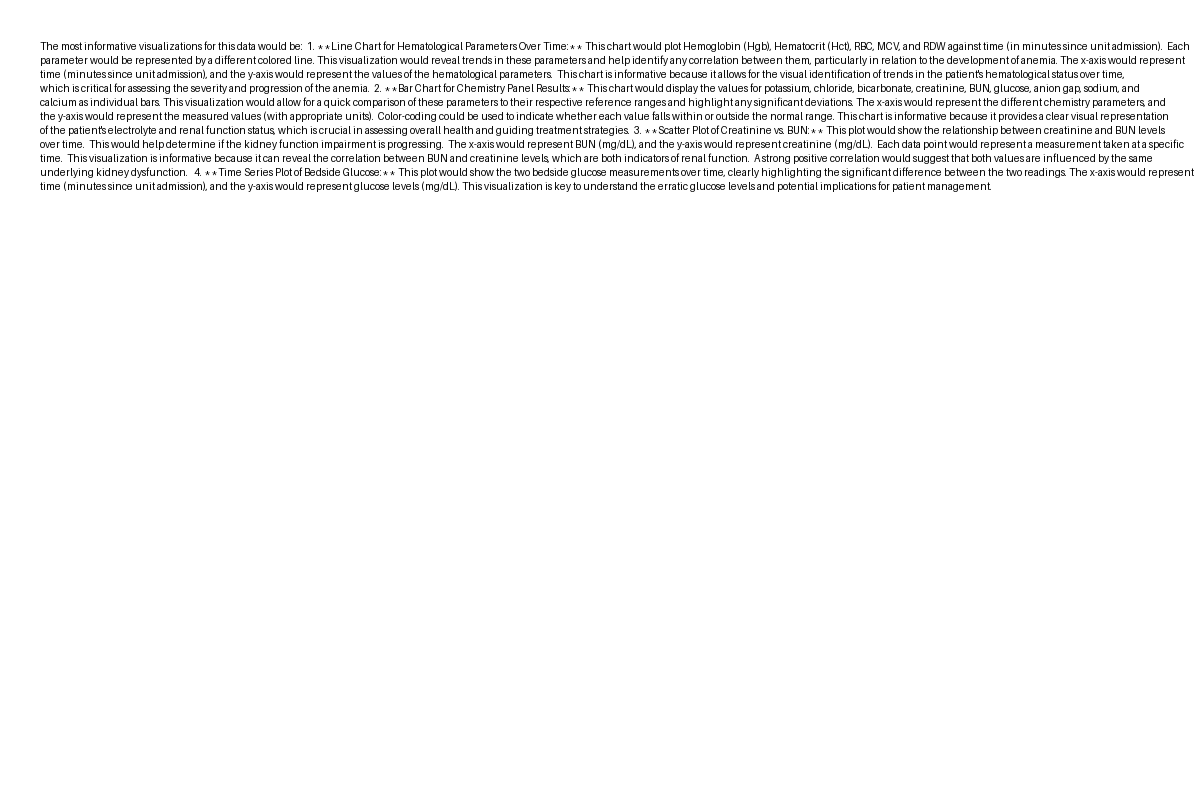 The most informative visualizations for this data would be:  1. **Line Chart for Hematological Parameters Over Time:** This chart would plot Hemoglobin (Hgb), Hematocrit (Hct), RBC, MCV, and RDW against time (in minutes since unit admission).  Each
parameter would be represented by a different colored line. This visualization would reveal trends in these parameters and help identify any correlation between them, particularly in relation to the development of anemia. The x-axis would represent
time (minutes since unit admission), and the y-axis would represent the values of the hematological parameters.  This chart is informative because it allows for the visual identification of trends in the patient's hematological status over time,
which is critical for assessing the severity and progression of the anemia.  2. **Bar Chart for Chemistry Panel Results:** This chart would display the values for potassium, chloride, bicarbonate, creatinine, BUN, glucose, anion gap, sodium, and
calcium as individual bars. This visualization would allow for a quick comparison of these parameters to their respective reference ranges and highlight any significant deviations. The x-axis would represent the different chemistry parameters, and
the y-axis would represent the measured values (with appropriate units).  Color-coding could be used to indicate whether each value falls within or outside the normal range. This chart is informative because it provides a clear visual representation
of the patient's electrolyte and renal function status, which is crucial in assessing overall health and guiding treatment strategies.  3. **Scatter Plot of Creatinine vs. BUN:** This plot would show the relationship between creatinine and BUN levels
over time.  This would help determine if the kidney function impairment is progressing.  The x-axis would represent BUN (mg/dL), and the y-axis would represent creatinine (mg/dL).  Each data point would represent a measurement taken at a specific
time.  This visualization is informative because it can reveal the correlation between BUN and creatinine levels, which are both indicators of renal function.  A strong positive correlation would suggest that both values are influenced by the same
underlying kidney dysfunction.   4. **Time Series Plot of Bedside Glucose:** This plot would show the two bedside glucose measurements over time, clearly highlighting the significant difference between the two readings. The x-axis would represent
time (minutes since unit admission), and the y-axis would represent glucose levels (mg/dL). This visualization is key to understand the erratic glucose levels and potential implications for patient management.